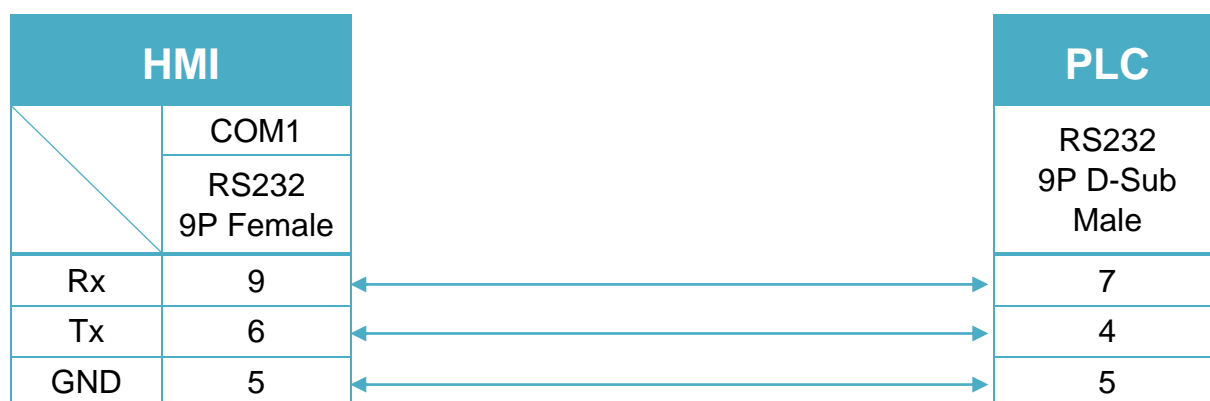 HMI
PLC
COM1
RS232
9P Female
RS232
9P D-Sub
Male
Rx 9 7
Tx 6 4
GND 5 5